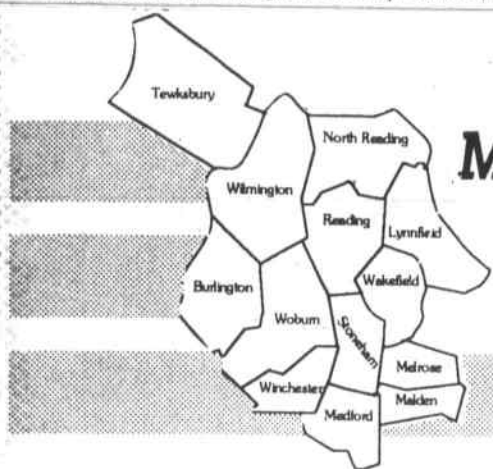 Tewksbury
North Reading
M
Wilmington
Reading
Lynnfield
Burlington
Wakefield
Woburn
Stoneham
Melrose
Winchester
Malden
Medford